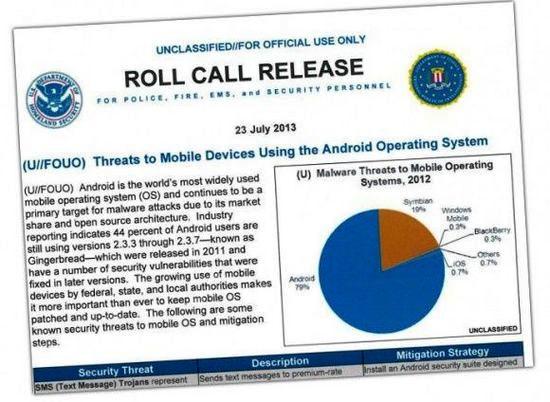 UNCLASSIFIED//FOR OFFICIAL USE ONLY
ROLL CALL RELEASE
FOR POLICE, FIRE, EMS, and SECURITY PERSONNEL
23 July 2013
(U//FOUO) Threats to Mobile Devices Using the Android Operating System
(U//FOUO) Android is the world's most widely used
mobile operating system (OS) and continues to be a
primary target for malware attacks due to its market
share and open source architecture. Industry
reporting indicates 44 percent of Android users are
still using versions 2.3.3 through 2.3.7—known as
Gingerbread—which were released in 2011 and
have a number of security vulnerabilities that were
fixed in later versions. The growing use of mobile
devices by federal, state, and local authorities makes
it more important than ever to keep mobile OS
patched and up-to-date. The following are some
known security threats to mobile OS and mitigation
steps.
(U) Malware Threats to Mobile Operating
Systems, 2012
Symbian
19%
Windows
Mobile
0.3%
BlackBerry
0.3%
Others
0.7%
iOS
0.7%
Android
79%
UNCLASSIFIED
Security Threat
Description
Mitigation Strategy
SMS (Text Message) Trojans represent
Sends text messages to premium-rate
Install an Android security suite designed